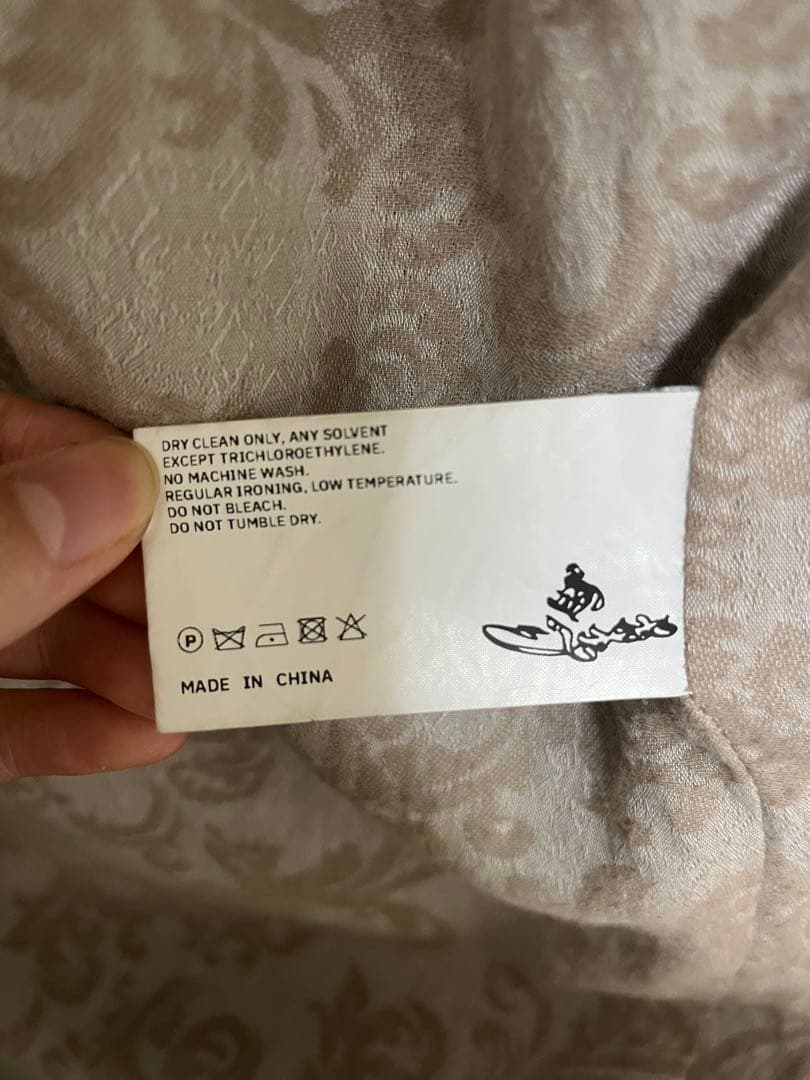 DRY CLEAN ONLY, ANY SOLVENT
EXCEPT TRICHLOROETHYLENE.
NO MACHINE WASH.
REGULAR IRONING, LOW TEMPERATURE.
DO NOT BLEACH.
DO NOT TUMBLE DRY.
P
MADE IN CHINA